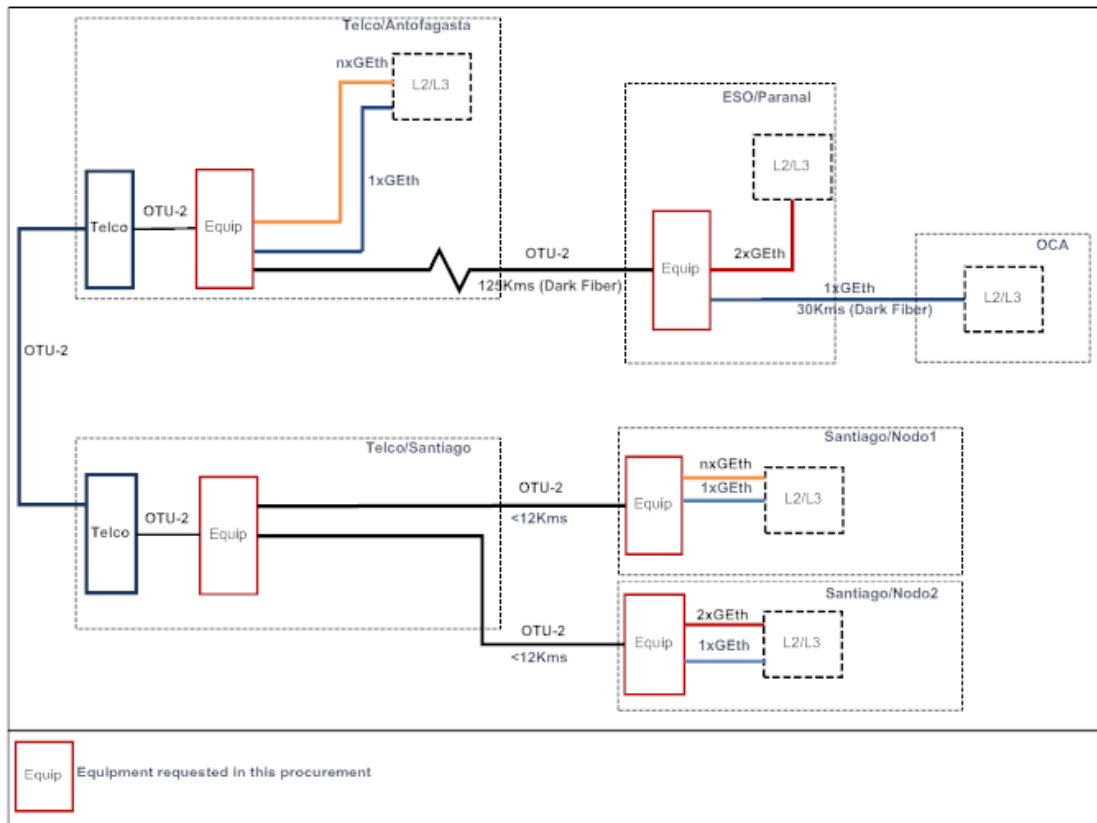 Telco/Antofagasta
nxGEth
L2/L3
1xGEth
Telco
OTU-2
Equip
OTU-2
125Kms (Dark Fiber)
ESO/Paranal
L2/L3
Equip
2xGEth
1xGEth
30Kms (Dark Fiber)
OCA
L2/L3
OTU-2
Telco/Santiago
Telco
OTU-2
Equip
OTU-2
<12Kms
OTU-2
<12Kms
Santiago/Nodo1
Equip
nxGEth
1xGEth
L2/L3
Santiago/Nodo2
Equip
2xGEth
1xGEth
L2/L3
Equip
Equipment requested in this procurement